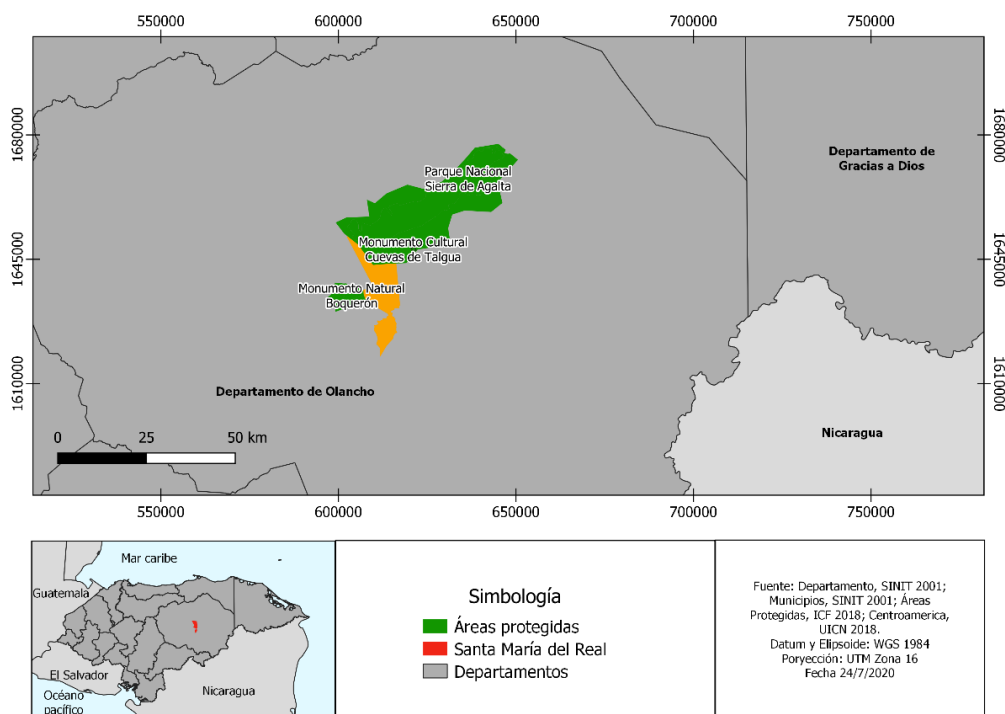 550000
600000
650000
700000
750000
1680000
1680000
Departamento de
Gracias a Dios
Parque Nacional
Sierra de Agalta
Monumento Cultural
Cuevas de Talgua
1645000
1645000
Monumento Natural
Boquerón
1610000
1610000
Departamento de Olancho
Nicaragua
0
25
50 km
550000
600000
650000
700000
750000
Mar caribe
Guatemala
El Salvador
Océano
pacífico
Nicaragua
Simbología
Áreas protegidas
Santa María del Real
Departamentos
Fuente: Departamento, SINIT 2001;
Municipios, SINIT 2001; Áreas
Protegidas, ICF 2018; Centroamerica,
UICN 2018.
Datum y Elipsoide: WGS 1984
Poryección: UTM Zona 16
Fecha 24/7/2020